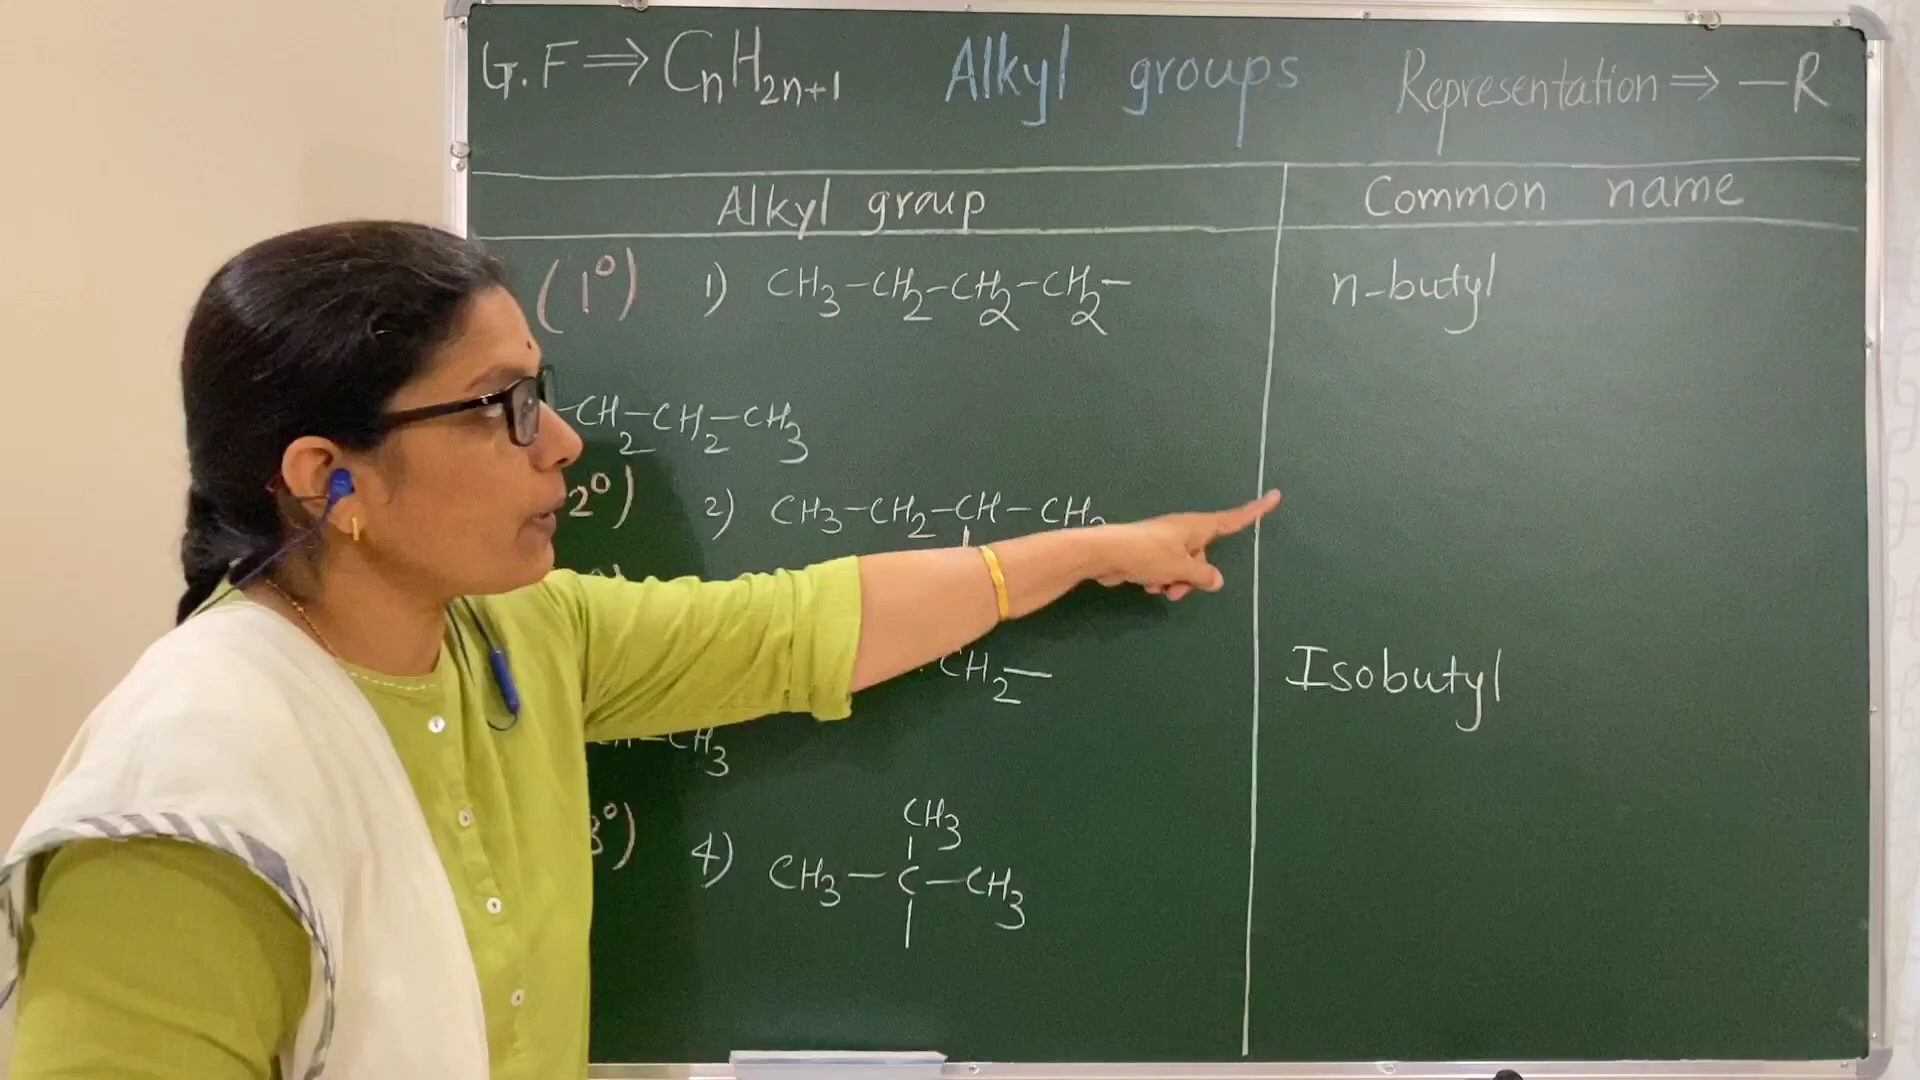 G.F ⇒ CnH2n+1 Alkyl groups Representation ⇒ –R
Alkyl group Common name
(1°) 1) CH3–CH2–CH2–CH2– n-butyl
–CH2–CH2–CH3
2°) 2) CH3–CH2–CH–CH3
CH2— Isobutyl
CH3
CH3
3°) 4) CH3–C–CH3